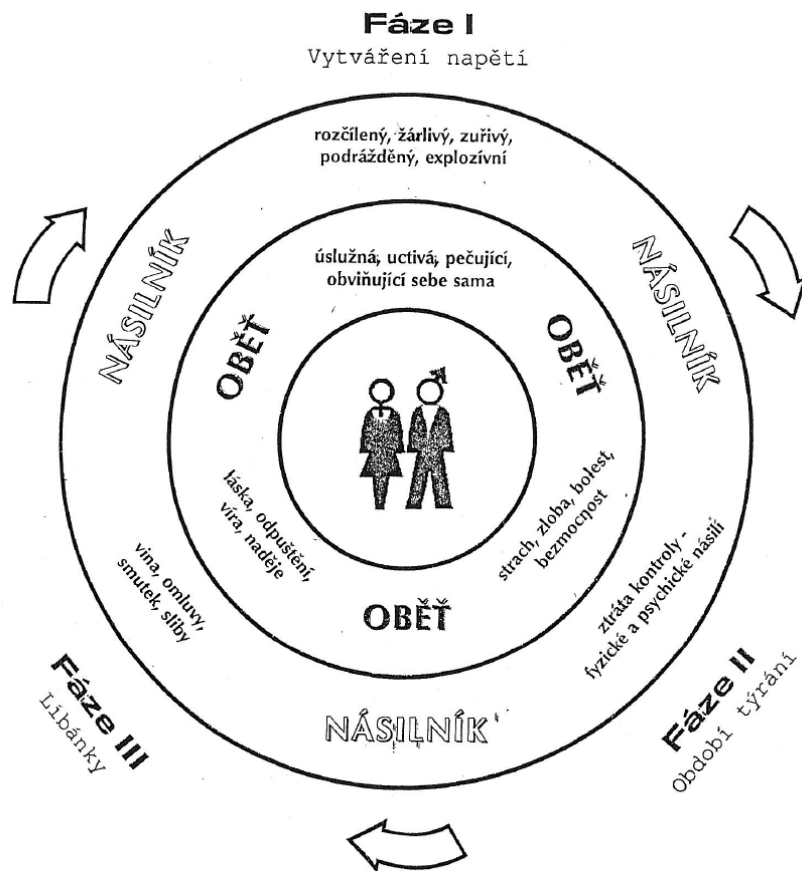 Fáze I
Vytváření napětí
rozčílený, žárlivý, zuřivý,
podrážděný, explozívní
NÁSILNÍK
NÁSILNÍK
úslužná, uctivá, pečující,
obviňující sebe sama
OBĚŤ
OBĚŤ
láska, odpuštění,
víra, naděje
strach, zloba, bolest,
bezmocnost
vina, omluvy,
smutek, sliby
ztráta kontroly -
fyzické a psychické násilí
OBĚŤ
NÁSILNÍK
Fáze III
Líbánky
Fáze II
Období týrání